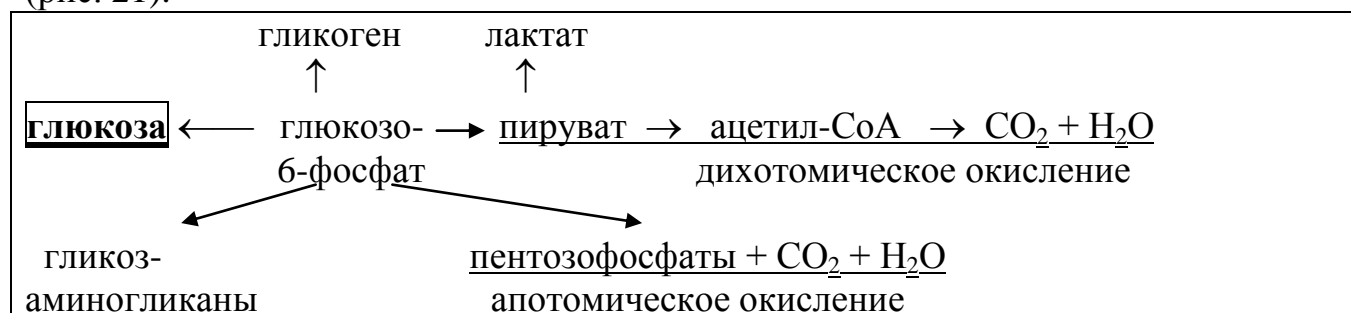 (рис. 21).
гликоген лактат
↑ ↑
глюкоза ← глюкозо- → пируват → ацетил-СоА → CO₂ + H₂O
6-фосфат дихотомическое окисление
гликоз- пентозофосфаты + CO₂ + H₂O
аминогликаны апотомическое окисление